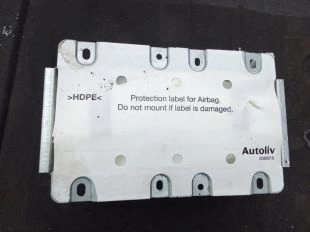 >HDPE<
Protection label for Airbag.
Do not mount if label is damaged.
Autoliv